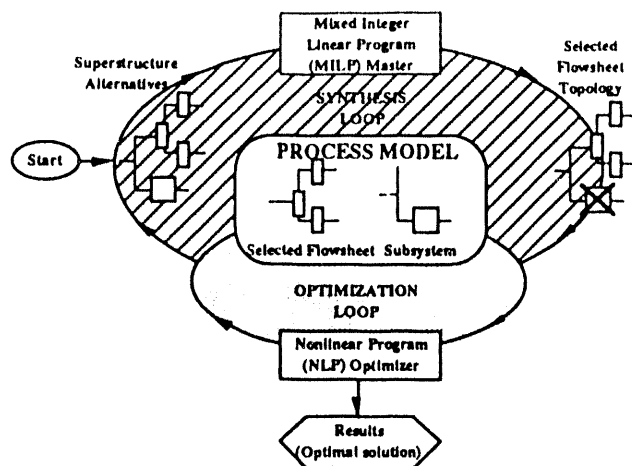 Mixed Integer
Linear Program
(MILP) Master
Superstructure
Alternatives
Selected
Flowsheet
Topology
SYNTHESIS
LOOP
Start
PROCESS MODEL
Selected Flowsheet Subsystem
OPTIMIZATION
LOOP
Nonlinear Program
(NLP) Optimizer
Results
(Optimal solution)